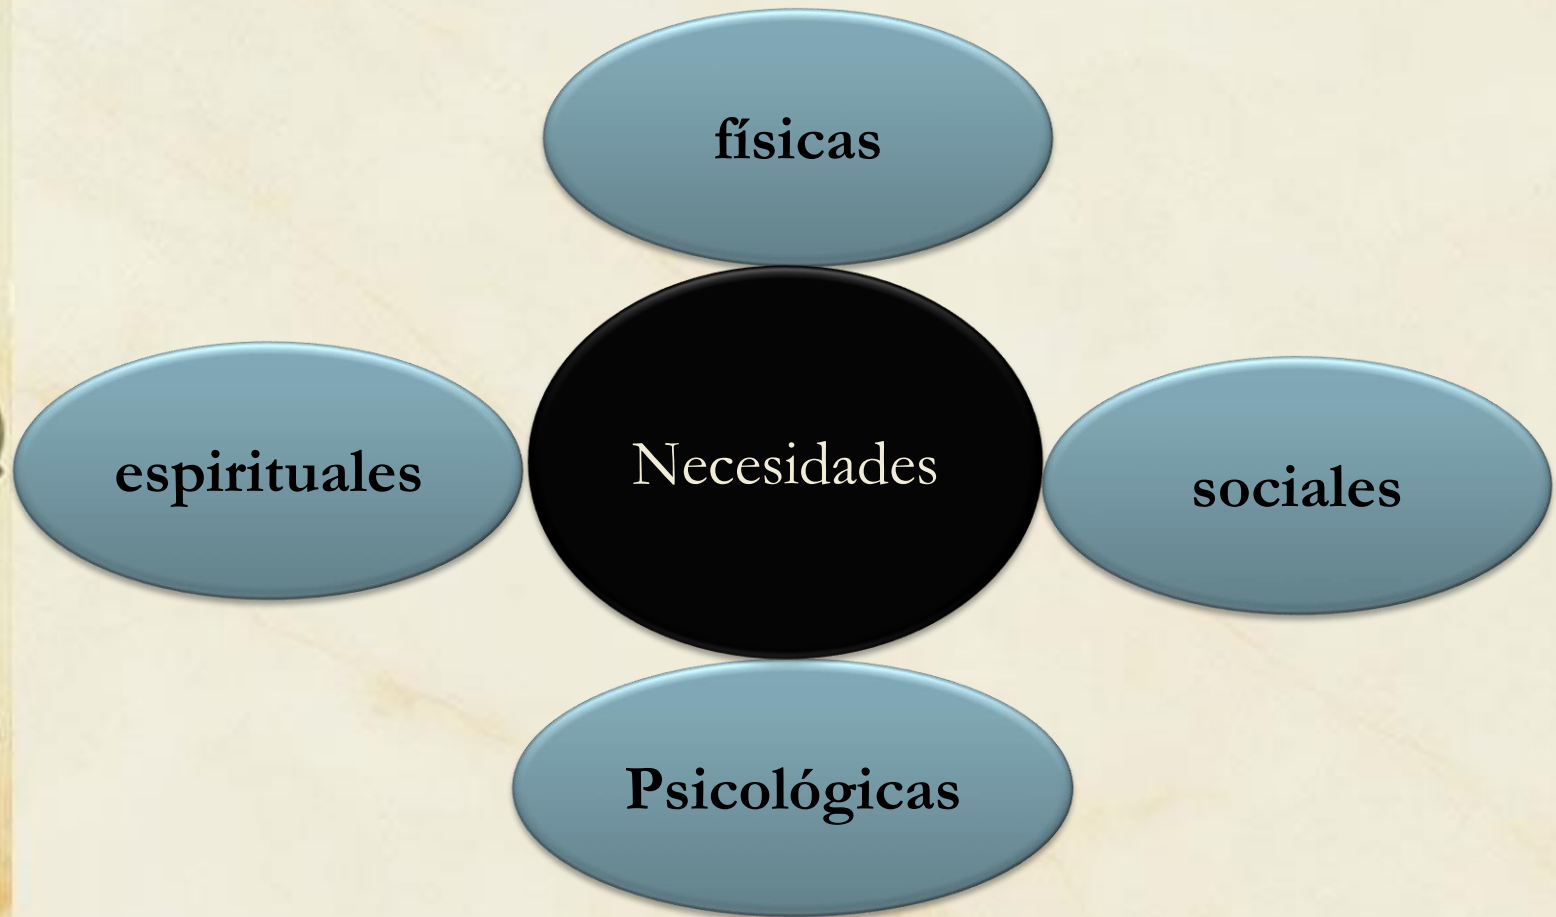 físicas
espirituales
Necesidades
sociales
Psicológicas